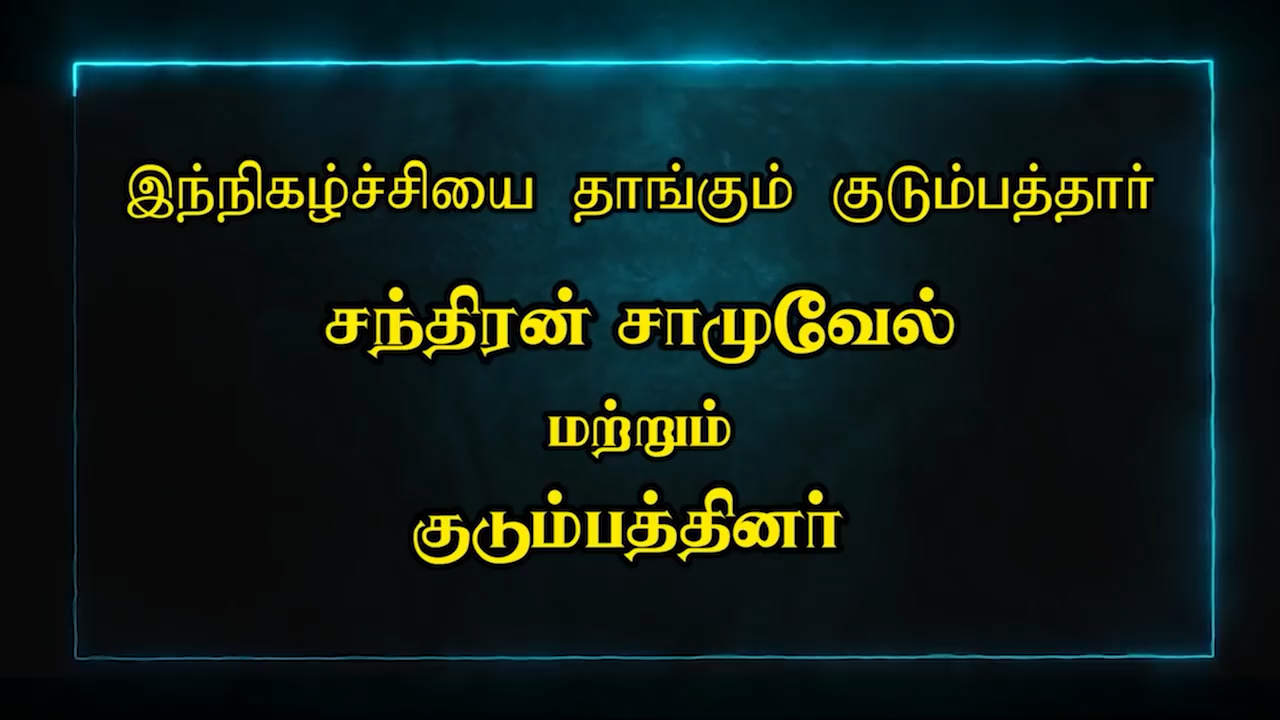 இந்நிகழ்ச்சியை தாங்கும் குடும்பத்தார்
சந்திரன் சாமுவேல்
மற்றும்
குடும்பத்தினர்